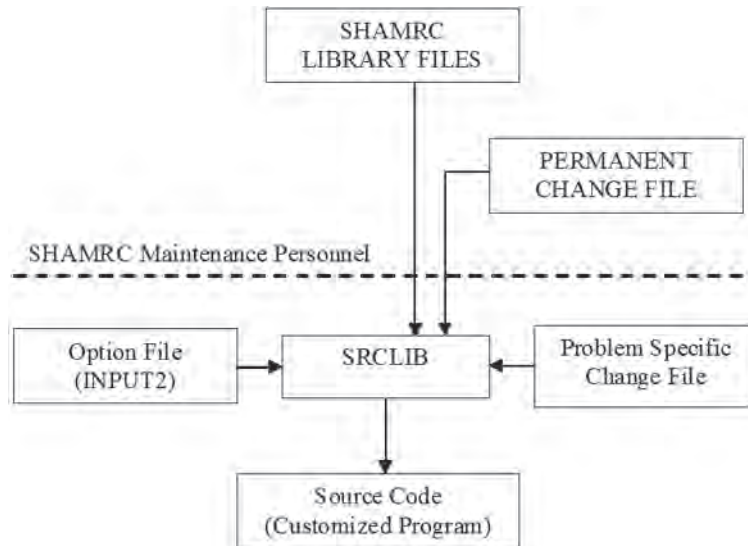 SHAMRC
LIBRARY FILES
PERMANENT
CHANGE FILE
SHAMRC Maintenance Personnel
Option File
(INPUT2)
SRCLIB
Problem Specific
Change File
Source Code
(Customized Program)